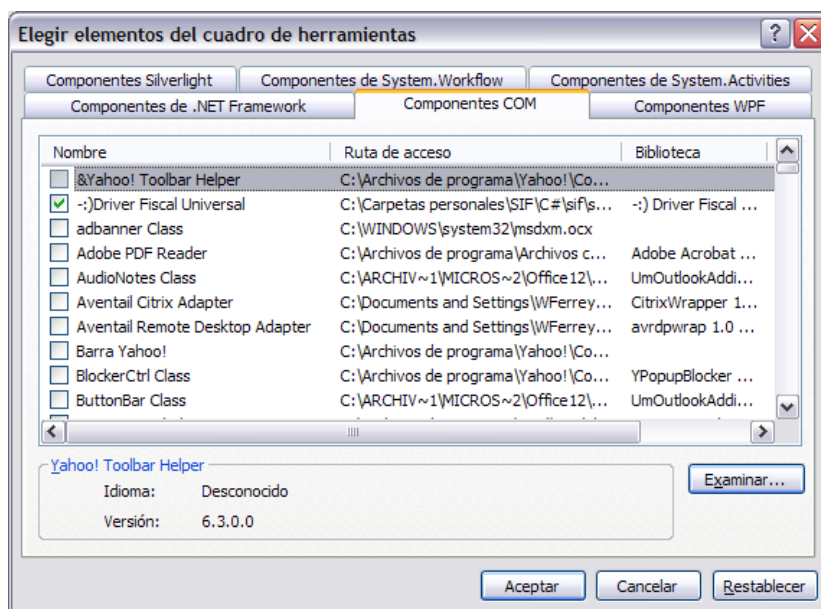 Elegir elementos del cuadro de herramientas
Componentes Silverlight Componentes de System.Workflow Componentes de System.Activities
Componentes de .NET Framework Componentes COM Componentes WPF
Nombre Ruta de acceso Biblioteca
&Yahoo! Toolbar Helper C:\Archivos de programa\Yahoo!\Co...
-:)Driver Fiscal Universal C:\Carpetas personales\SIF\C#\sif\s... -:) Driver Fiscal ...
adbanner Class C:\WINDOWS\system32\msdxm.ocx
Adobe PDF Reader C:\Archivos de programa\Archivos c... Adobe Acrobat ...
AudioNotes Class C:\ARCHIV~1\MICROS~2\Office12\... UmOutlookAddi...
Aventail Citrix Adapter C:\Documents and Settings\WFerrey... CitrixWrapper 1...
Aventail Remote Desktop Adapter C:\Documents and Settings\WFerrey... avrdpwrap 1.0 ...
Barra Yahoo! C:\Archivos de programa\Yahoo!\Co...
BlockerCtrl Class C:\Archivos de programa\Yahoo!\Co... YPopupBlocker ...
ButtonBar Class C:\ARCHIV~1\MICROS~2\Office12\... UmOutlookAddi...
Yahoo! Toolbar Helper
Idioma: Desconocido
Versión: 6.3.0.0
Examinar...
Aceptar Cancelar Restablecer